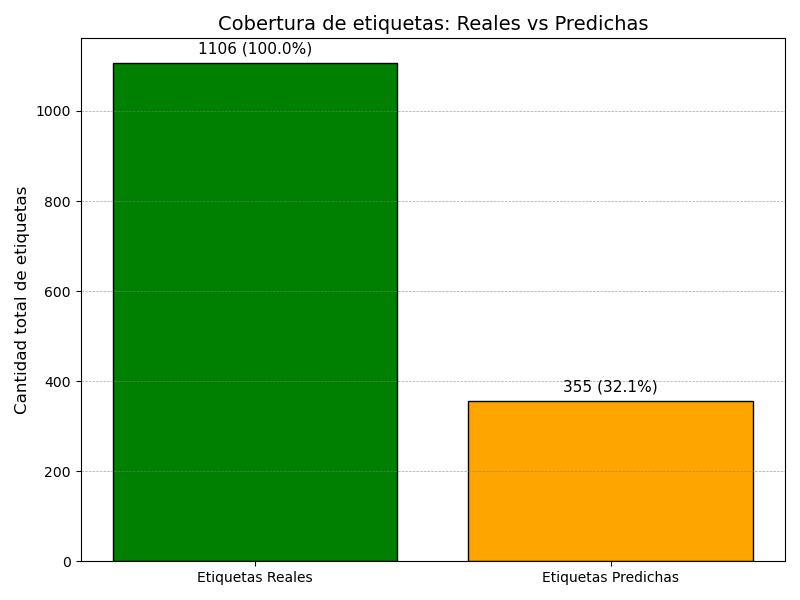 Cobertura de etiquetas: Reales vs Predichas
1106 (100.0%)
355 (32.1%)
Cantidad total de etiquetas
1000
800
600
400
200
0
Etiquetas Reales
Etiquetas Predichas